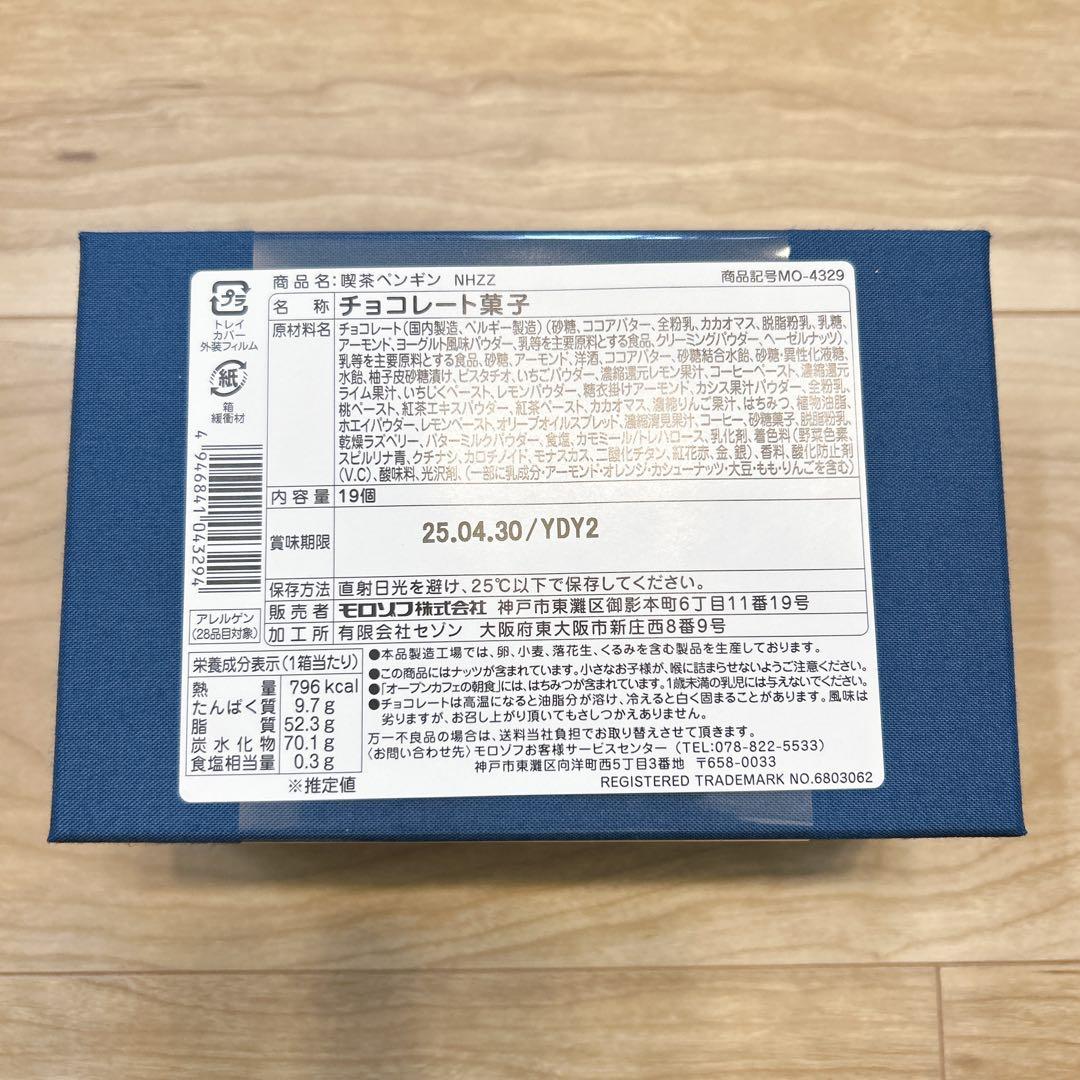 商品名:喫茶ペンギン NHZZ
商品記号MO-4329
プラ
トレイ
カバー
外装フィルム
紙
箱
緩衝材
4 946841 043294
名称 チョコレート菓子
原材料名 チョコレート(国内製造、ベルギー製造)(砂糖、ココアバター、全粉乳、カカオマス、脱脂粉乳、乳糖、
アーモンド、ヨーグルト風味パウダー、乳等を主要原料とする食品、クリーミングパウダー、ヘーゼルナッツ)、
乳等を主要原料とする食品、砂糖、アーモンド、洋酒、ココアバター、砂糖結合水飴、砂糖・異性化液糖、
水飴、柚子皮砂糖漬け、ピスタチオ、いちごパウダー、濃縮還元レモン果汁、コーヒーペースト、濃縮還元
ライム果汁、いちじくペースト、レモンパウダー、糖衣掛けアーモンド、カシス果汁パウダー、全粉乳、
桃ペースト、紅茶エキスパウダー、紅茶ペースト、カカオマス、濃縮りんご果汁、はちみつ、植物油脂、
ホエイパウダー、レモンペースト、オリーブオイルスプレッド、濃縮清見果汁、コーヒー、砂糖菓子、脱脂粉乳、
乾燥ラズベリー、バターミルクパウダー、食塩、カモミール/トレハロース、乳化剤、着色料(野菜色素、
スピルリナ青、クチナシ、カロチノイド、モナスカス、二酸化チタン、紅花赤、金、銀)、香料、酸化防止剤
(V.C)、酸味料、光沢剤、(一部に乳成分・アーモンド・オレンジ・カシューナッツ・大豆・もも・りんごを含む)
内容量 19個
賞味期限 25.04.30/YDY2
保存方法 直射日光を避け、25℃以下で保存してください。
販売者 モロゾフ株式会社 神戸市東灘区御影本町6丁目11番19号
加工所 有限会社セゾン 大阪府東大阪市新庄西8番9号
アレルゲン
(28品目対象)
栄養成分表示(1箱当たり)
熱量 796 kcal
たんぱく質 9.7 g
脂質 52.3 g
炭水化物 70.1 g
食塩相当量 0.3 g
※推定値
●本品製造工場では、卵、小麦、落花生、くるみを含む製品を生産しております。
●この商品にはナッツが含まれています。小さなお子様が、喉に詰まらせないようご注意ください。
●「オープンカフェの朝食」には、はちみつが含まれています。1歳未満の乳児には与えないでください。
●チョコレートは高温になると油脂分が溶け、冷えると白く固まることがあります。風味は
劣りますが、お召し上がり頂いてもさしつかえありません。
万一不良品の場合は、送料当社負担でお取り替えさせて頂きます。
〈お問い合わせ先〉モロゾフお客様サービスセンター(TEL:078-822-5533)
神戸市東灘区向洋町西5丁目3番地 〒658-0033
REGISTERED TRADEMARK NO.6803062